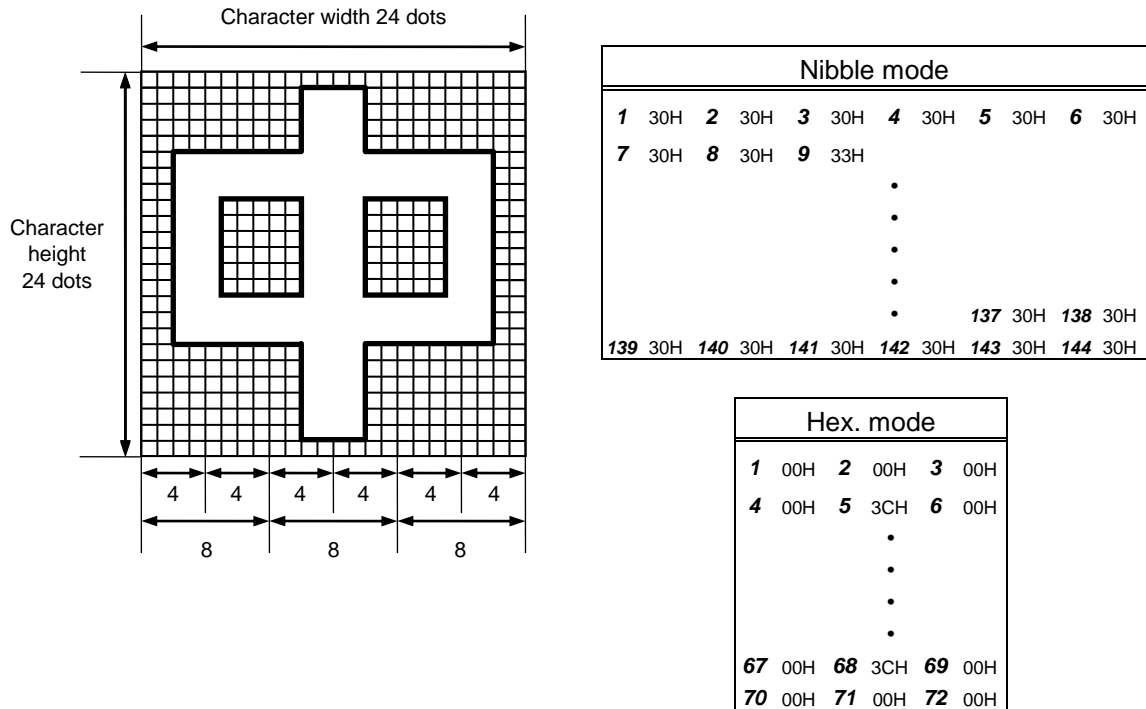 Character width 24 dots
Character
height
24 dots
4 4 4 4 4 4
8 8 8
Nibble mode
1 30H 2 30H 3 30H 4 30H 5 30H 6 30H
7 30H 8 30H 9 33H
137 30H 138 30H
139 30H 140 30H 141 30H 142 30H 143 30H 144 30H
Hex. mode
1 00H 2 00H 3 00H
4 00H 5 3CH 6 00H
67 00H 68 3CH 69 00H
70 00H 71 00H 72 00H